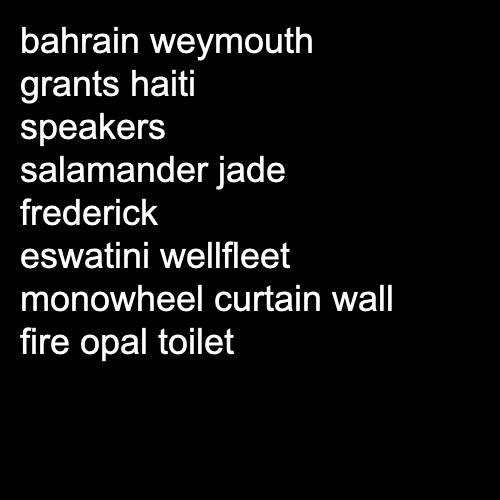 bahrain weymouth
grants haiti
speakers
salamander jade
frederick
eswatini wellfleet
monowheel curtain wall
fire opal toilet